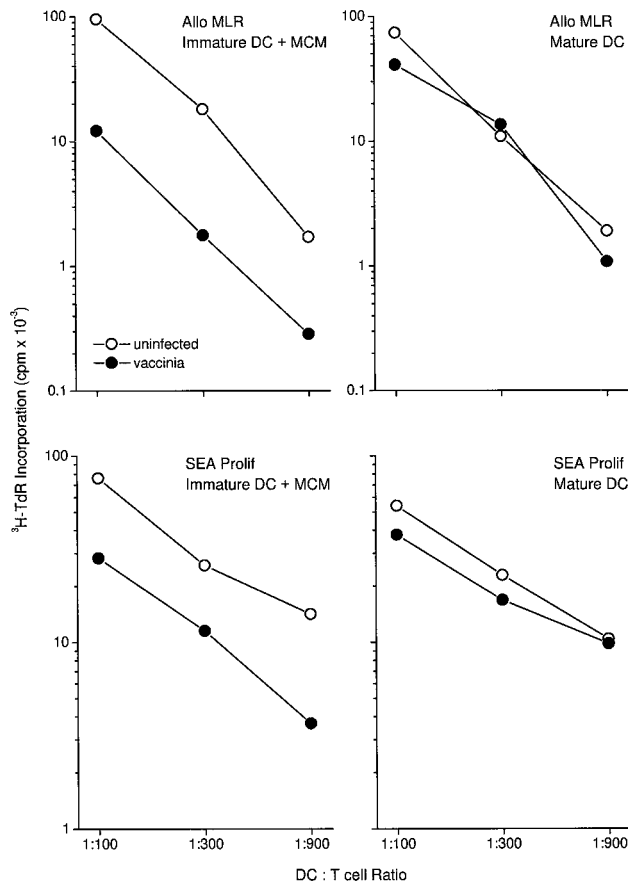 Allo MLR
Immature DC + MCM
Allo MLR
Mature DC
100
10
1
0.1
100
10
1
0.1
uninfected
vaccinia
³H-TdR Incorporation (cpm x 10⁻³)
SEA Prolif
Immature DC + MCM
SEA Prolif
Mature DC
100
10
1
1:100
1:300
1:900
1:100
1:300
1:900
DC : T cell Ratio